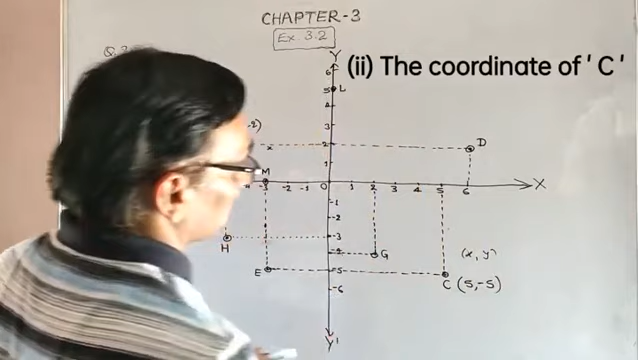 CHAPTER-3
Ex. 3.2
Y
(ii) The coordinate of ' C '
6
5 L
4
3
-2)
2 D
1
M
-3 -2 -1 0 1 2 3 4 5 6 X
-1
-2
-3
H
-4 G (x, y)
E -5
C (5,-5)
-6
Y'